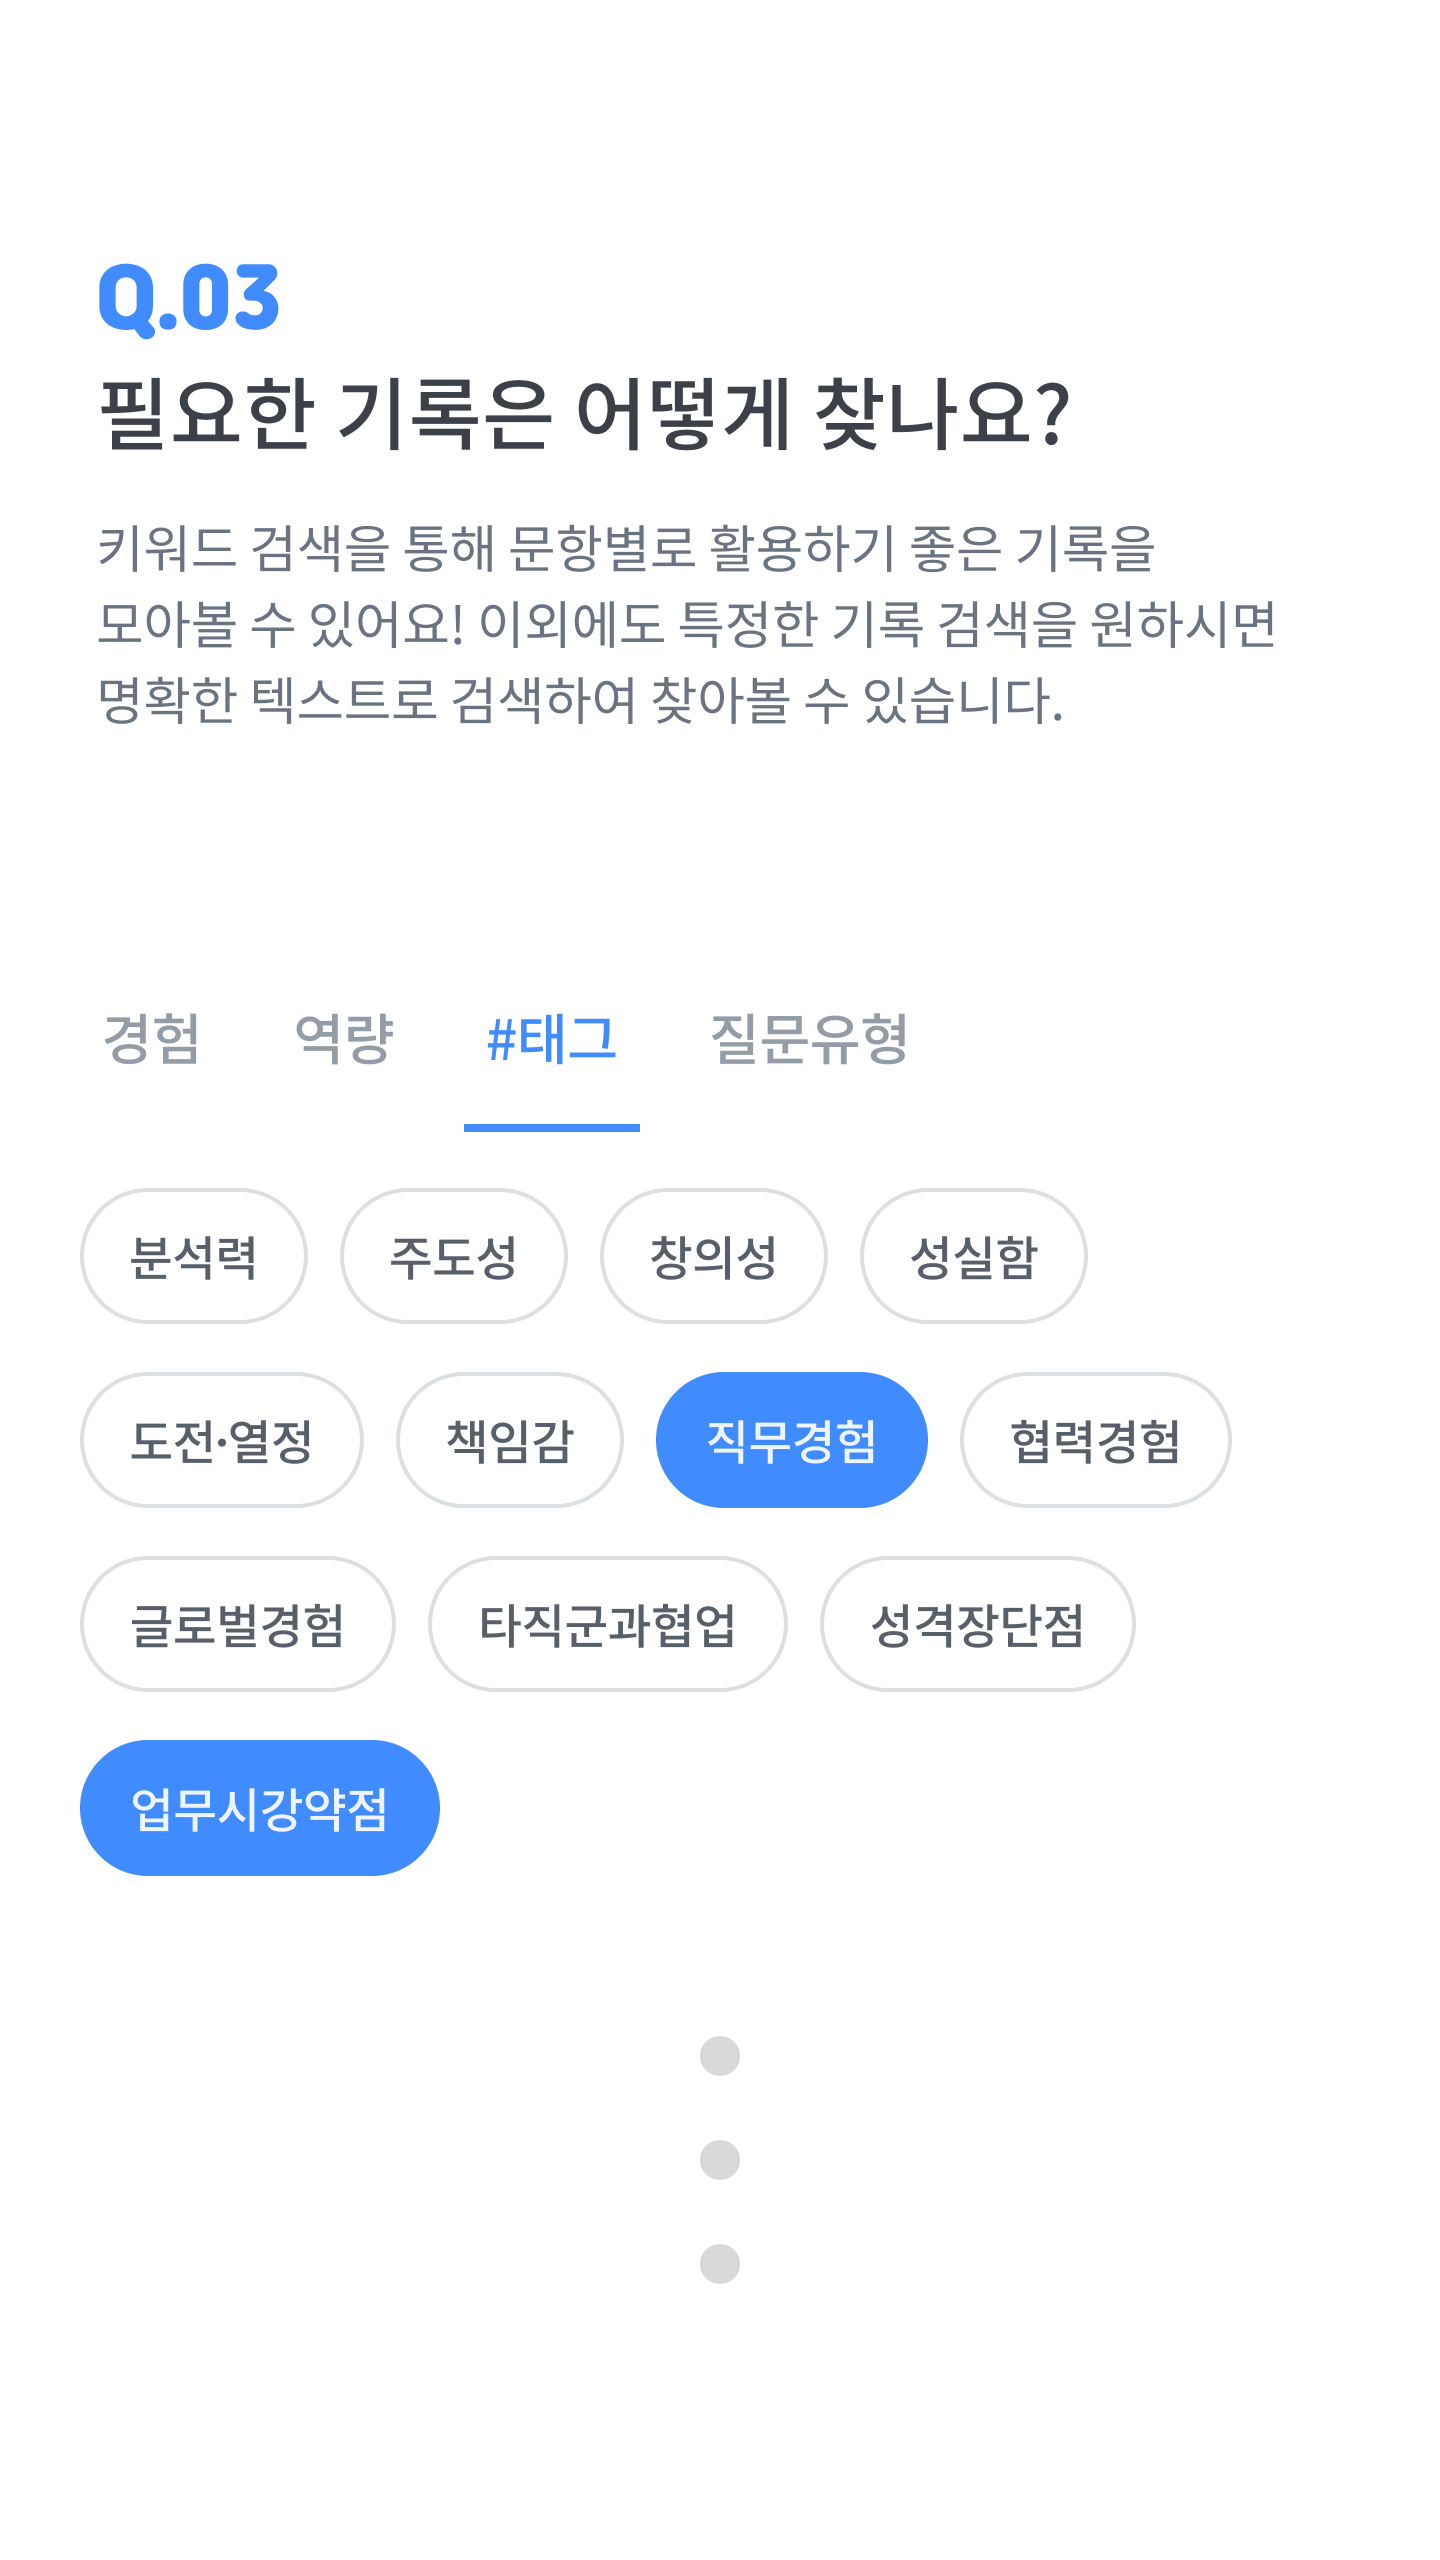 Q.03
필요한 기록은 어떻게 찾나요?
키워드 검색을 통해 문항별로 활용하기 좋은 기록을
모아볼 수 있어요! 이외에도 특정한 기록 검색을 원하시면
명확한 텍스트로 검색하여 찾아볼 수 있습니다.
경험 역량 #태그 질문유형
분석력 주도성 창의성 성실함
도전·열정 책임감 직무경험 협력경험
글로벌경험 타직군과협업 성격장단점
업무시강약점